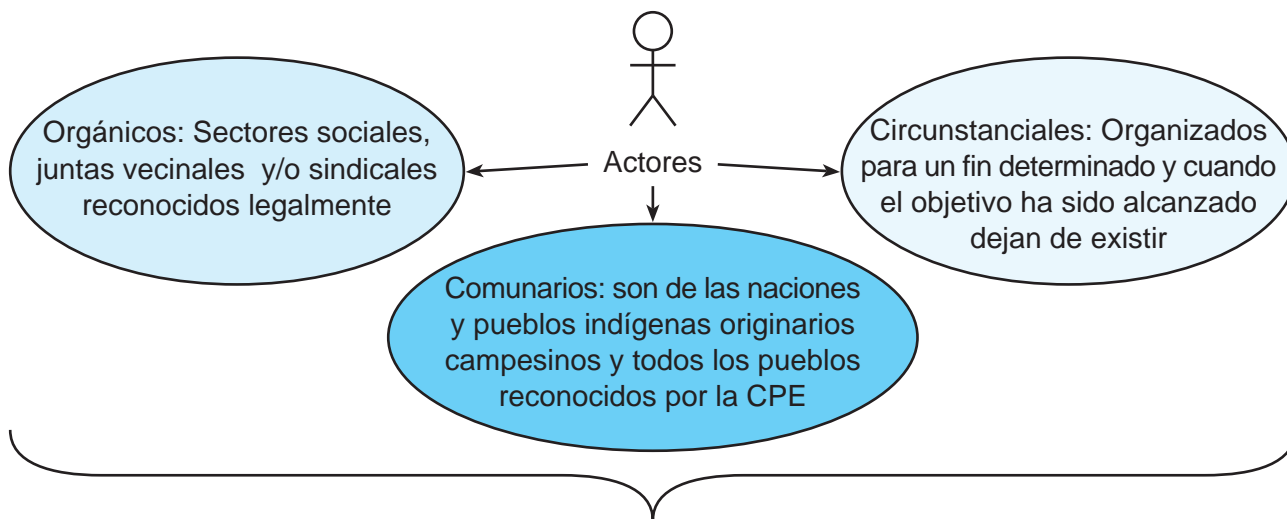 Actores
Orgánicos: Sectores sociales,
juntas vecinales  y/o sindicales
reconocidos legalmente
Comunarios: son de las naciones
y pueblos indígenas originarios
campesinos y todos los pueblos
reconocidos por la CPE
Circunstanciales: Organizados
para un fin determinado y cuando
el objetivo ha sido alcanzado
dejan de existir